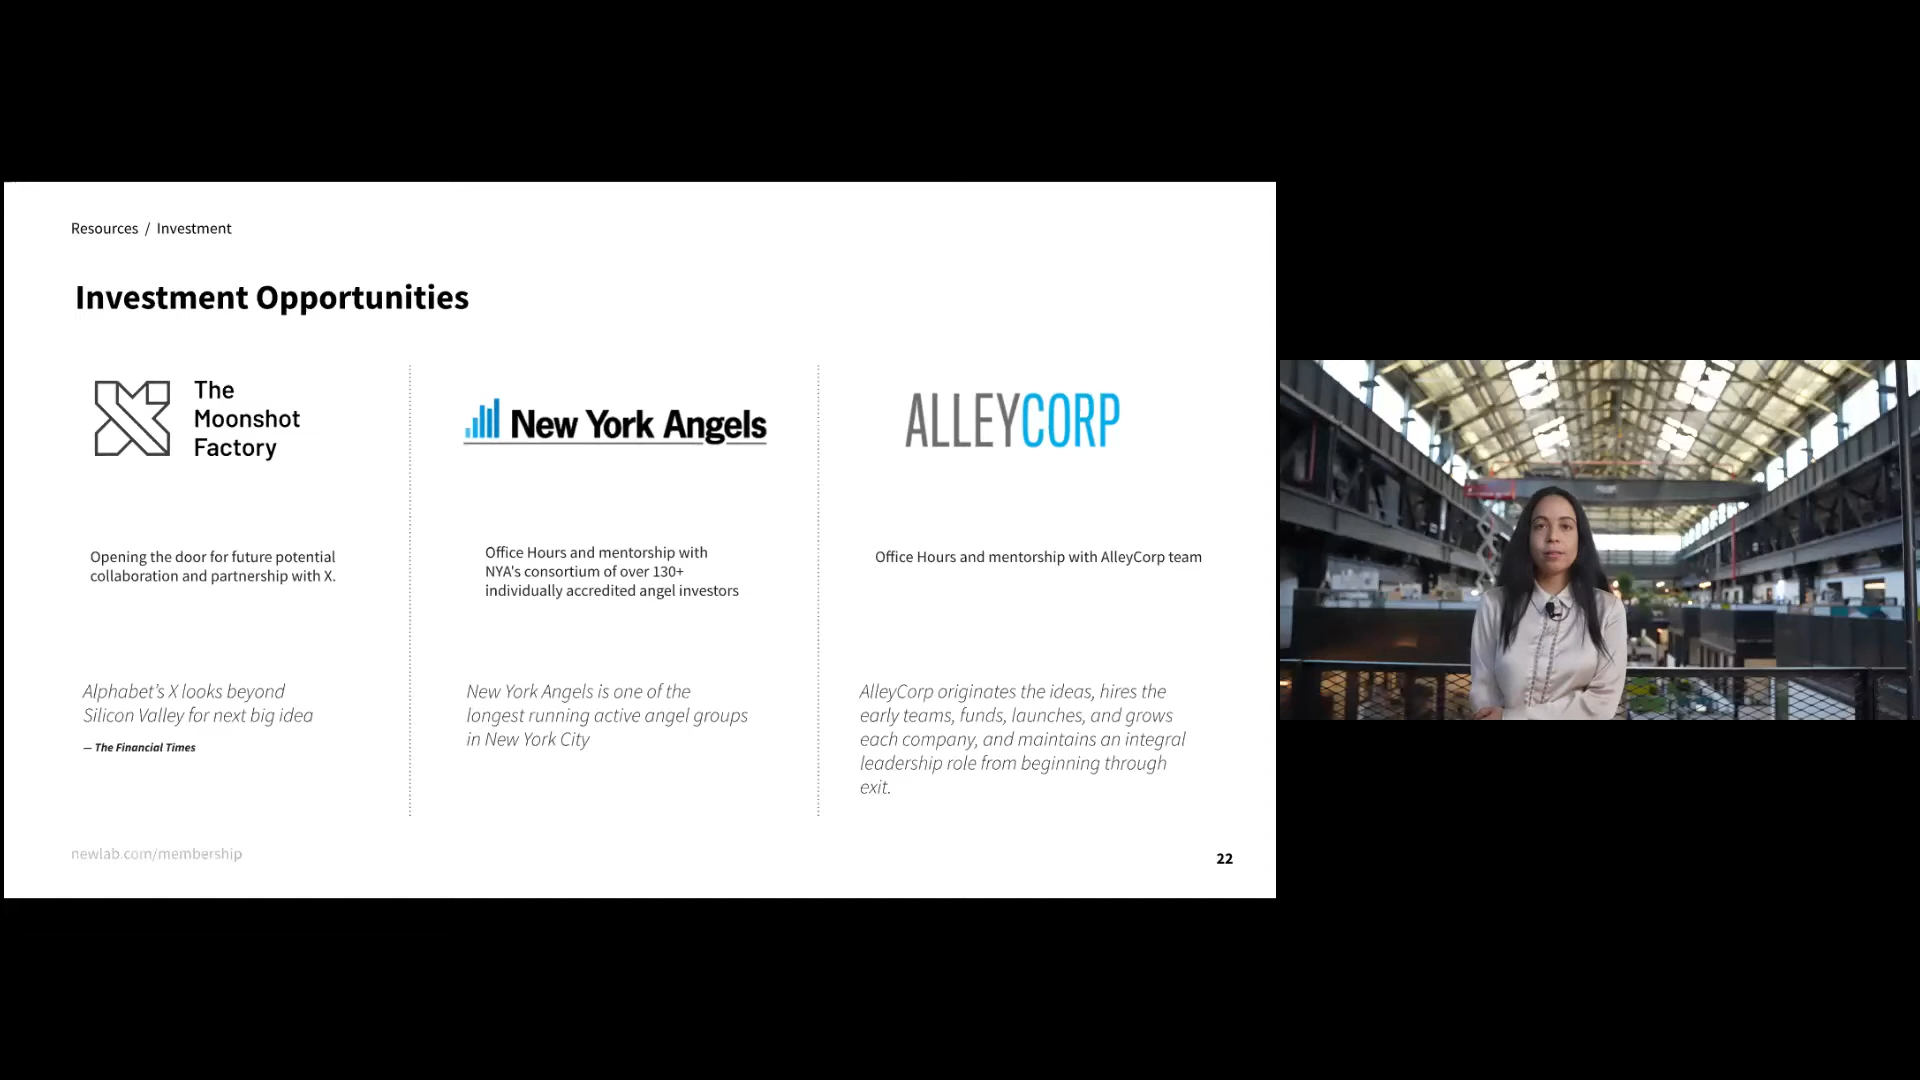 Resources / Investment
Investment Opportunities
The
Moonshot
Factory
Opening the door for future potential
collaboration and partnership with X.
Alphabet’s X looks beyond
Silicon Valley for next big idea
— The Financial Times
New York Angels
Office Hours and mentorship with
NYA's consortium of over 130+
individually accredited angel investors
New York Angels is one of the
longest running active angel groups
in New York City
ALLEYCORP
Office Hours and mentorship with AlleyCorp team
AlleyCorp originates the ideas, hires the
early teams, funds, launches, and grows
each company, and maintains an integral
leadership role from beginning through
exit.
newlab.com/membership
22